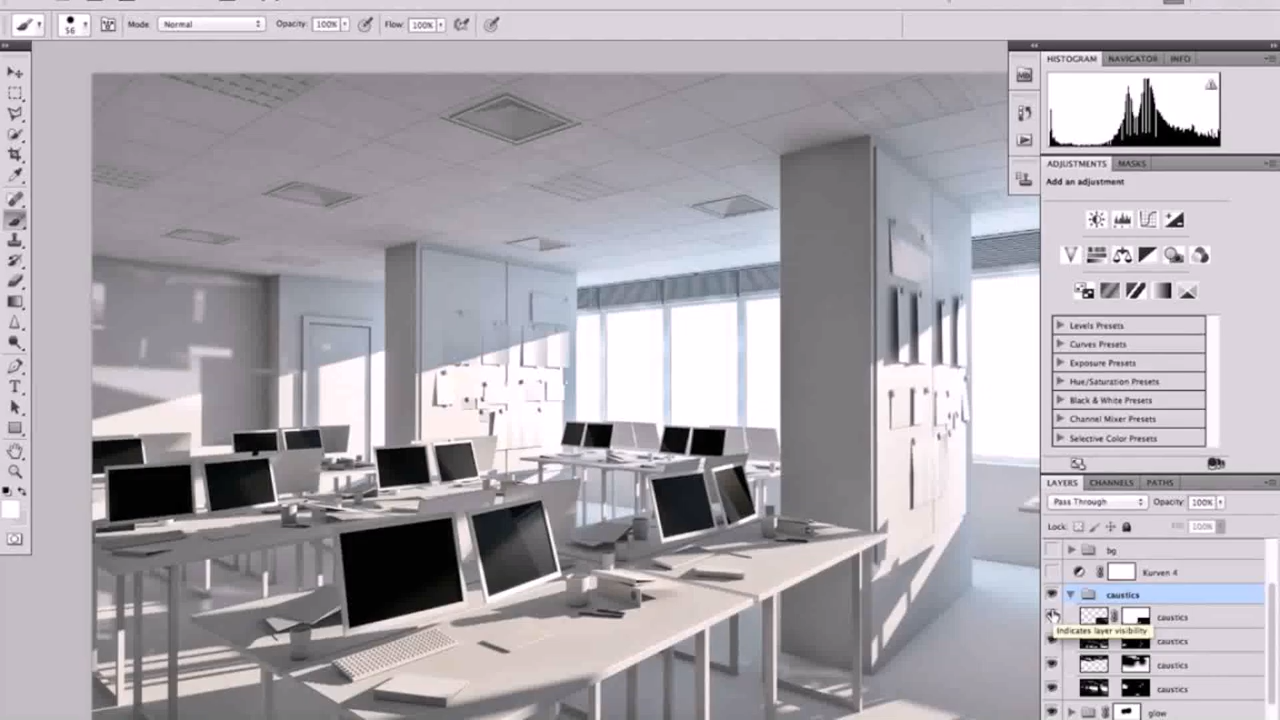 56 Mode: Normal Opacity: 100% Flow: 100%
HISTOGRAM NAVIGATOR INFO
ADJUSTMENTS MASKS
Add an adjustment
Levels Presets
Curves Presets
Exposure Presets
Hue/Saturation Presets
Black & White Presets
Channel Mixer Presets
Selective Color Presets
LAYERS CHANNELS PATHS
Pass Through Opacity: 100%
Lock: Fill: 100%
bg
Kurven 4
caustics
caustics
Indicates layer visibility
caustics
caustics
caustics
glow